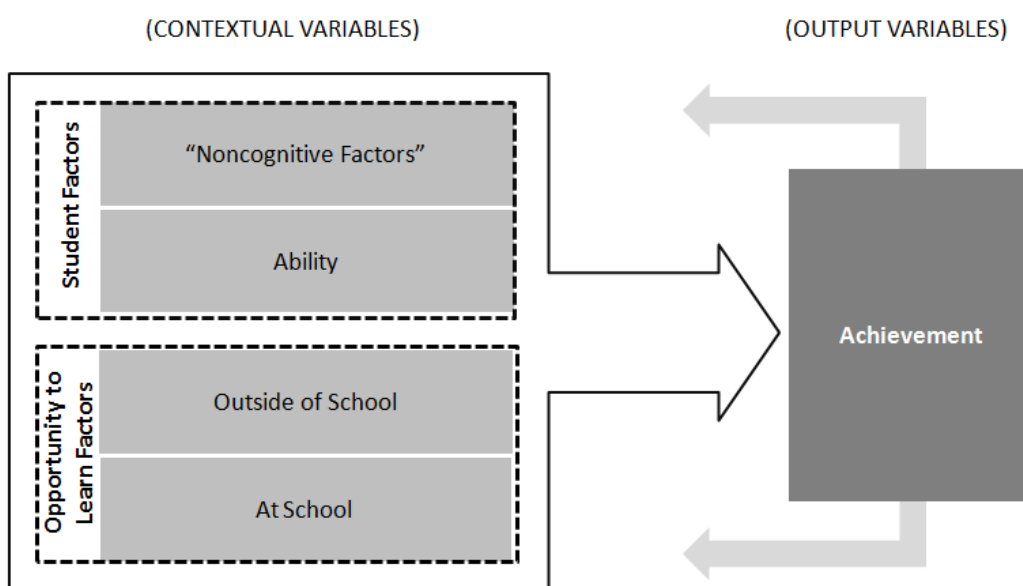 (CONTEXTUAL VARIABLES)
(OUTPUT VARIABLES)
Student Factors
“Noncognitive Factors”
Ability
Achievement
Opportunity to
Learn Factors
Outside of School
At School